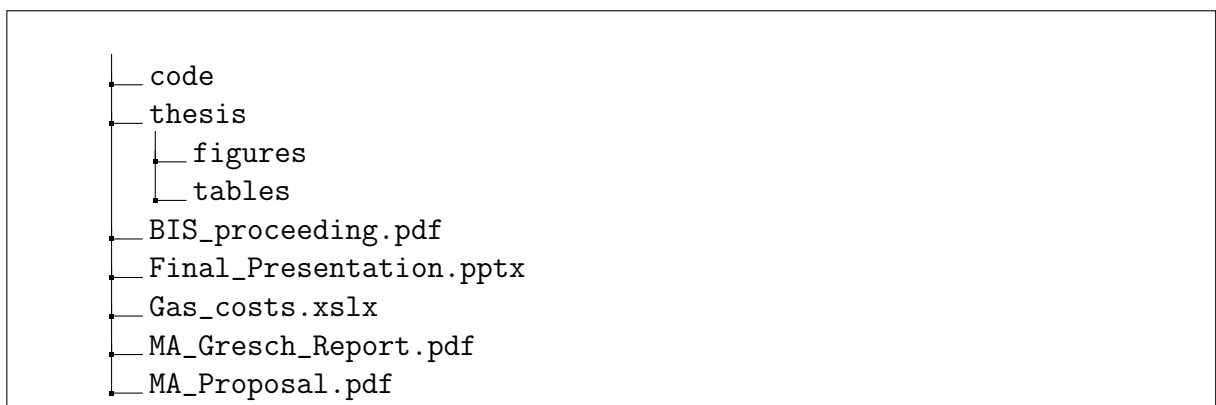 code
thesis
figures
tables
BIS_proceeding.pdf
Final_Presentation.pptx
Gas_costs.xslx
MA_Gresch_Report.pdf
MA_Proposal.pdf